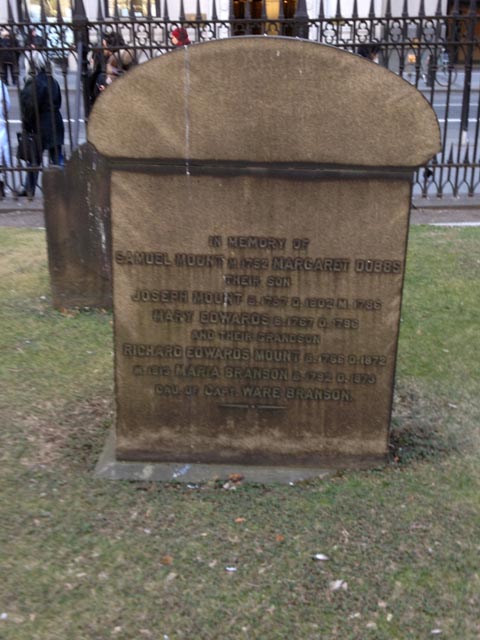 IN MEMORY OF
SAMUEL MOUNT M. 1752 MARGARET DOBBS
THEIR SON
JOSEPH MOUNT B. 1757 D. 1802 M. 1786
MARY EDWARDS B. 1767 D. 1786
AND THEIR GRANDSON
RICHARD EDWARDS MOUNT B. 1786 D. 1872
M. 1812 MARIA BRANSON B. 1792 D. 1873
DAU. OF CAPT. WARE BRANSON.